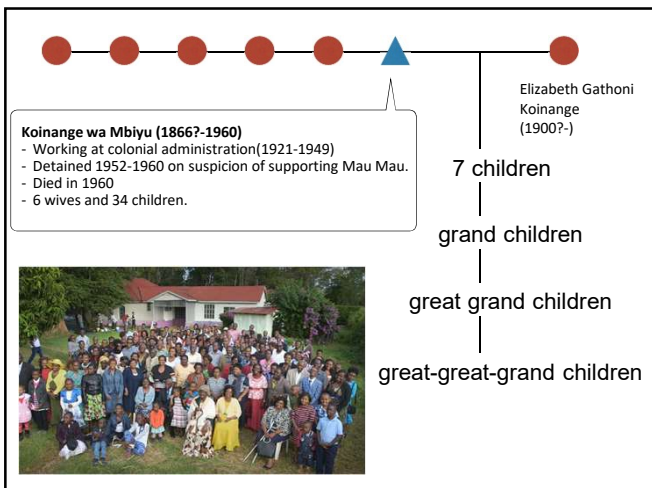 Elizabeth Gathoni
Koinange
(1900?-)
Koinange wa Mbiyu (1866?-1960)
- Working at colonial administration(1921-1949)
- Detained 1952-1960 on suspicion of supporting Mau Mau.
- Died in 1960
- 6 wives and 34 children.
7 children
grand children
great grand children
great-great-grand children